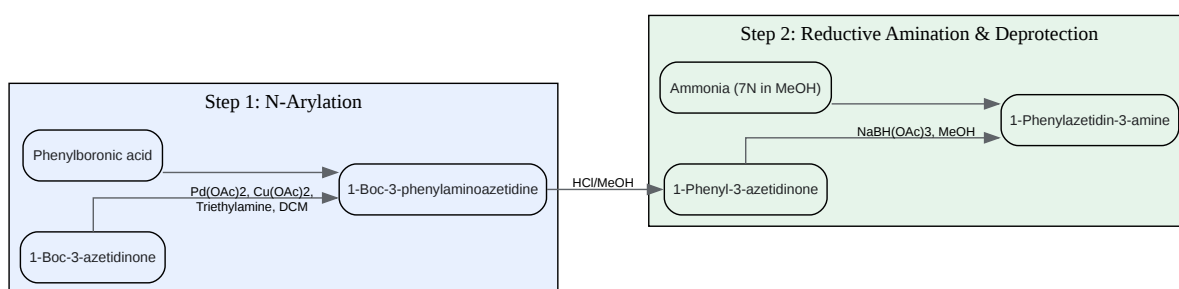 Step 1: N-Arylation
Phenylboronic acid
Pd(OAc)2, Cu(OAc)2,
Triethylamine, DCM
1-Boc-3-azetidinone
1-Boc-3-phenylaminoazetidine
HCl/MeOH
Step 2: Reductive Amination & Deprotection
Ammonia (7N in MeOH)
NaBH(OAc)3, MeOH
1-Phenyl-3-azetidinone
1-Phenylazetidin-3-amine